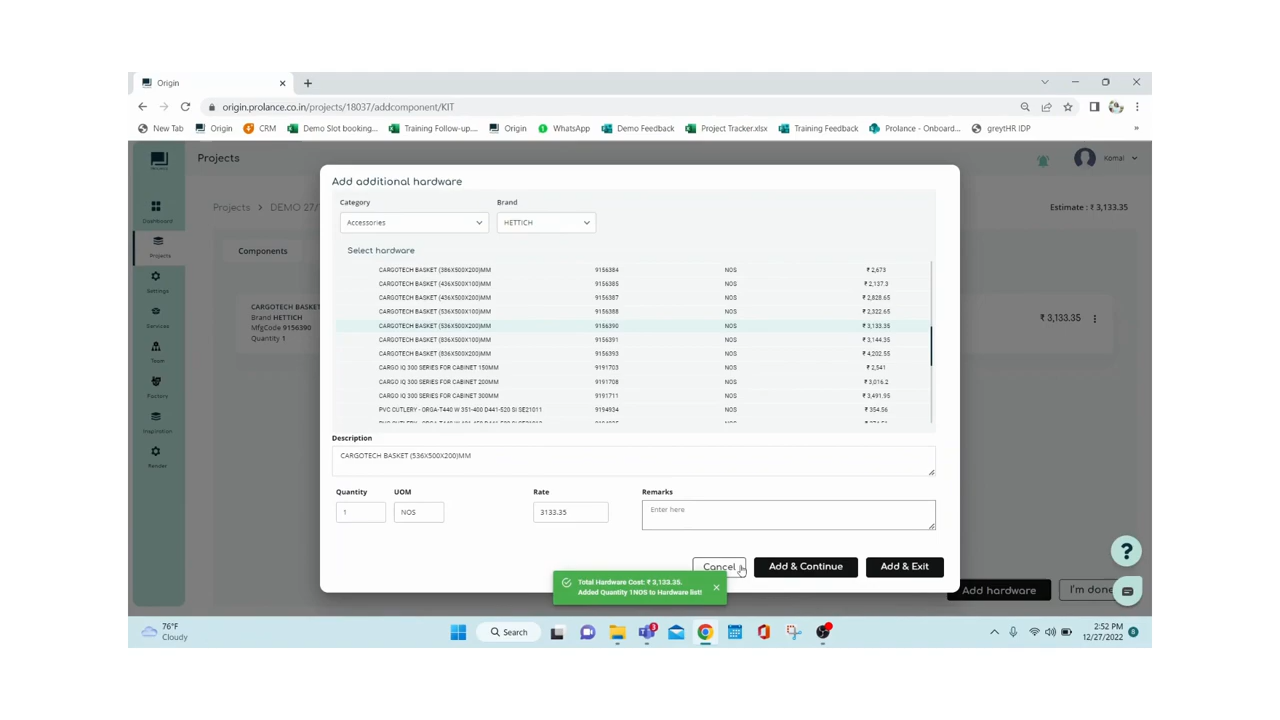 Origin
origin.prolance.co.in/projects/18037/addcomponent/KIT
New Tab Origin CRM Demo Slot booking... Training Follow-up.... Origin WhatsApp Demo Feedback Project Tracker.xlsx Training Feedback Prolance - Onboard... greytHR IDP »
Projects
Komal
Dashboard
Projects
Settings
Services
Team
Factors
Inspiration
Render
Projects > DEMO 27/
Estimate : ₹ 3,133.35
Components
CARGOTECH BASKET
Brand HETTICH
MfgCode 9156390
Quantity 1
₹ 3,133.35
Add additional hardware
Category Brand
Accessories HETTICH
Select hardware
CARGOTECH BASKET (386X500X200)MM 9156384 NOS ₹ 2,673
CARGOTECH BASKET (436X500X100)MM 9156385 NOS ₹ 2,137.3
CARGOTECH BASKET (436X500X200)MM 9156387 NOS ₹ 2,828.65
CARGOTECH BASKET (536X500X100)MM 9156388 NOS ₹ 2,322.65
CARGOTECH BASKET (536X500X200)MM 9156390 NOS ₹ 3,133.35
CARGOTECH BASKET (836X500X100)MM 9156391 NOS ₹ 3,144.35
CARGOTECH BASKET (836X500X200)MM 9156393 NOS ₹ 4,202.55
CARGO IQ 300 SERIES FOR CABINET 150MM 9191703 NOS ₹ 2,541
CARGO IQ 300 SERIES FOR CABINET 200MM 9191708 NOS ₹ 3,016.2
CARGO IQ 300 SERIES FOR CABINET 300MM 9191711 NOS ₹ 3,491.95
PVC CUTLERY - ORGA-T440 W 351-400 D441-520 SI SE21011 9194934 NOS ₹ 354.56
Description
CARGOTECH BASKET (536X500X200)MM
Quantity UOM Rate Remarks
1 NOS 3133.35 Enter here
Cancel Add & Continue Add & Exit
Total Hardware Cost: ₹ 3,133.35.
Added Quantity 1NOS to Hardware list!
Add hardware I'm done
?
76°F
Cloudy
Search
3
2:52 PM
12/27/2022
8